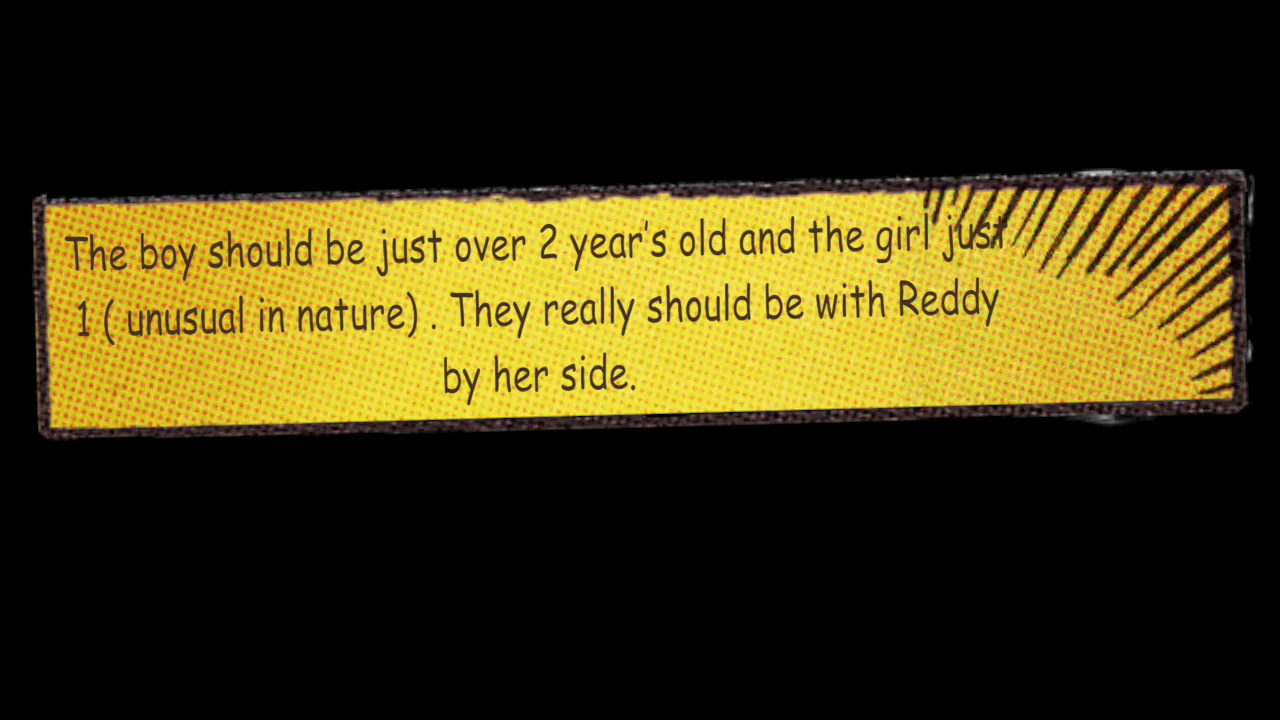 The boy should be just over 2 year's old and the girl just
1 ( unusual in nature) . They really should be with Reddy
by her side.